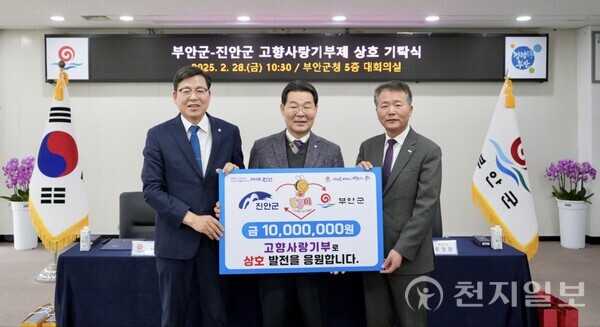 부안군-진안군 고향사랑기부제 상호 기탁식
2025. 2. 28.(금) 10:30 / 부안군청 5층 대회의실
진안군
부안군
금 10,000,000원
고향사랑기부로
상호 발전을 응원합니다.
부안군
천지일보